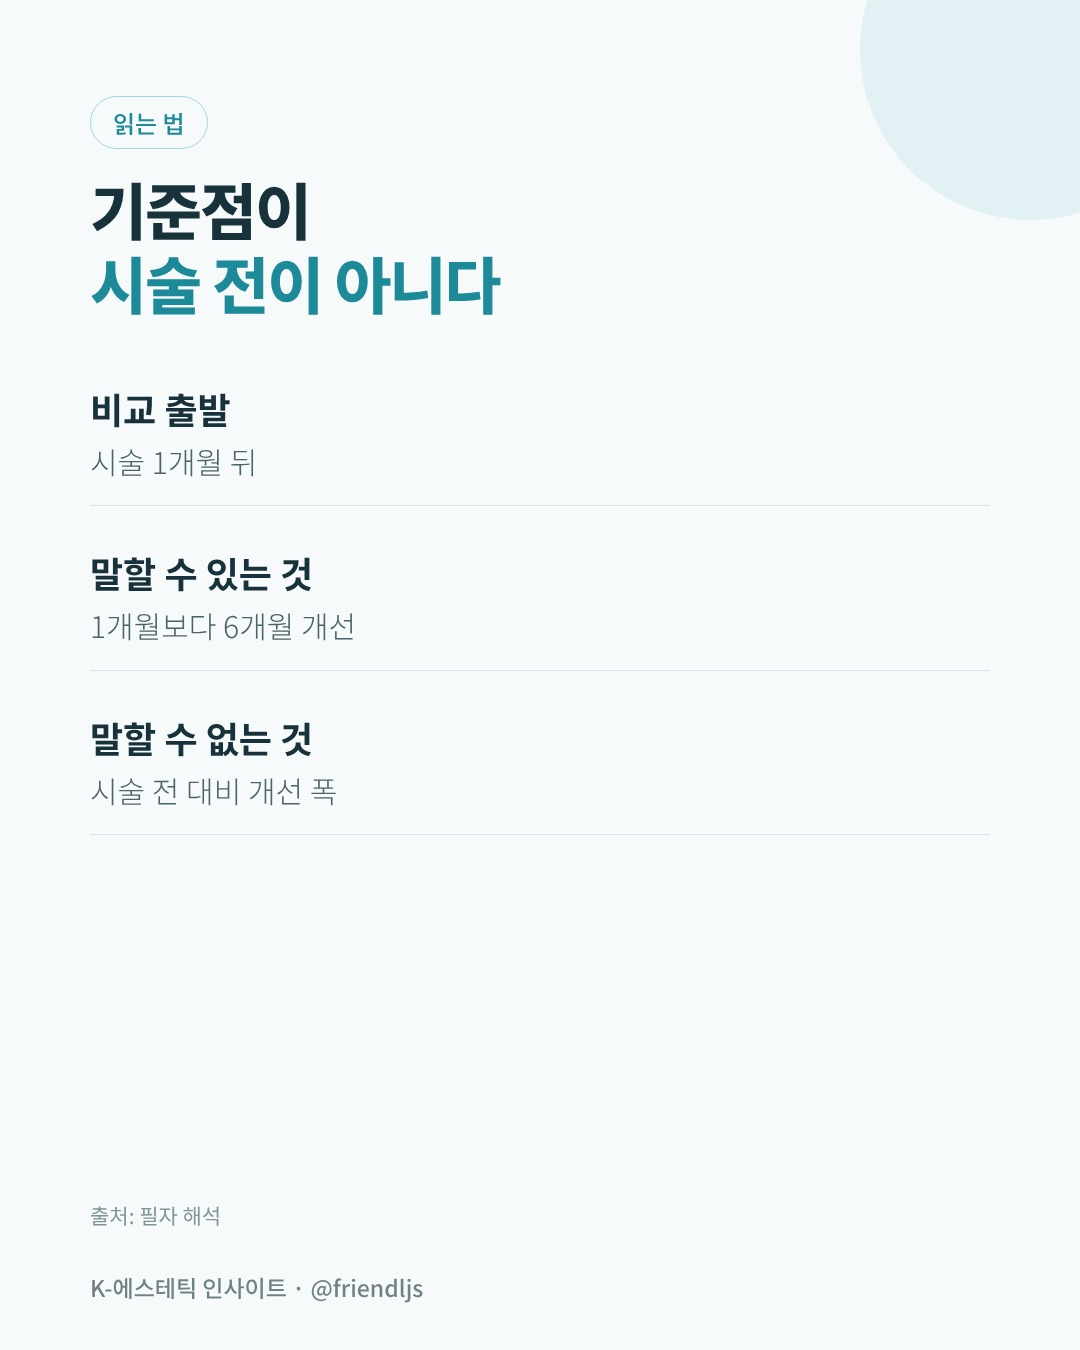 읽는 법
기준점이
시술 전이 아니다
비교 출발
시술 1개월 뒤
말할 수 있는 것
1개월보다 6개월 개선
말할 수 없는 것
시술 전 대비 개선 폭
출처: 필자 해석
K-에스테틱 인사이트 · @friendljs